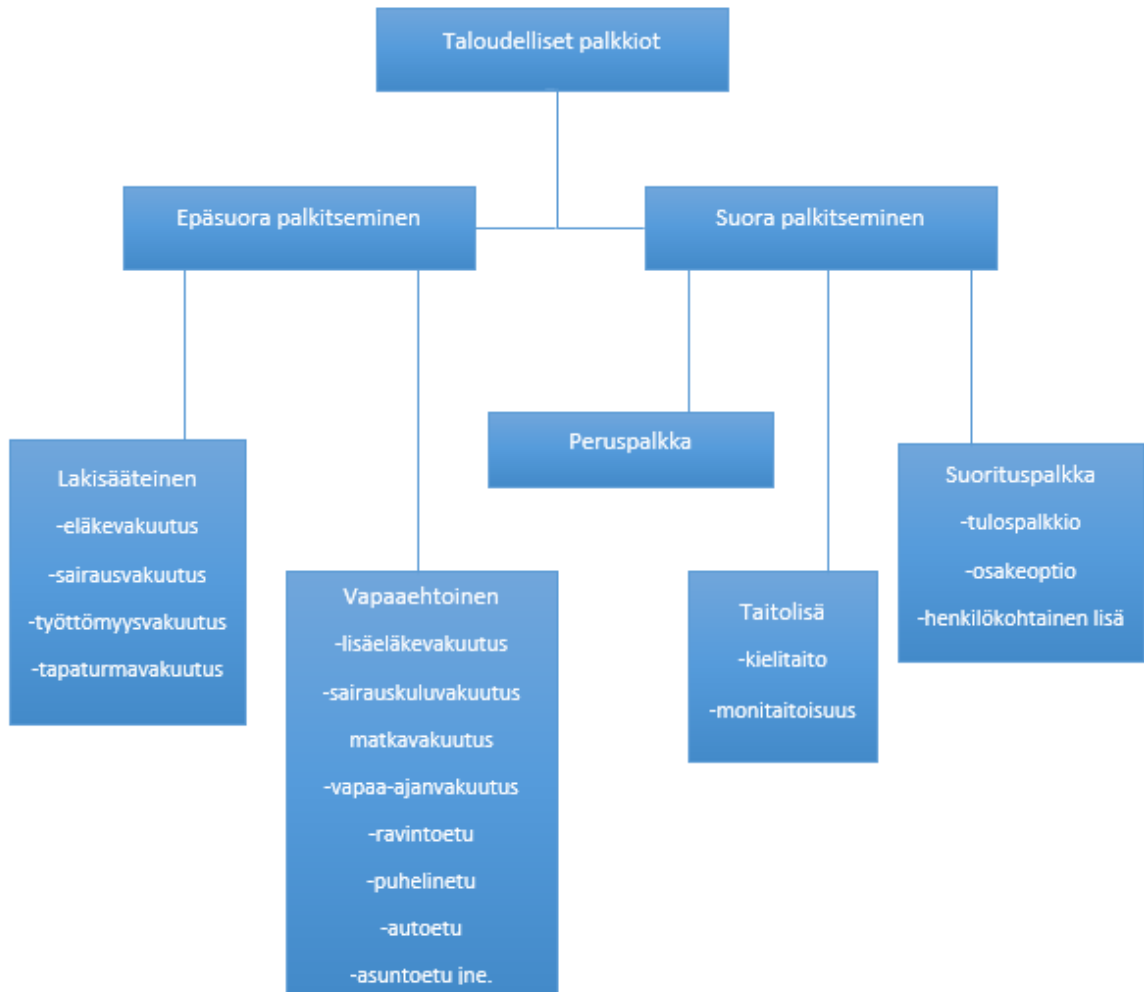 Taloudelliset palkkiot
Epäsuora palkitseminen
Suora palkitseminen
Lakisääteinen
-eläkevakuutus
-sairausvakuutus
-työttömyysvakuutus
-tapaturmavakuutus
Vapaaehtoinen
-lisäeläkevakuutus
-sairauskuluvakuutus
matkavakuutus
-vapaa-ajanvakuutus
-ravintoetu
-puhelinetu
-autoetu
-asuntoetu jne.
Peruspalkka
Taitolisä
-kielitaito
-monitaitoisuus
Suorituspalkka
-tulospalkkio
-osakeoptio
-henkilökohtainen lisä